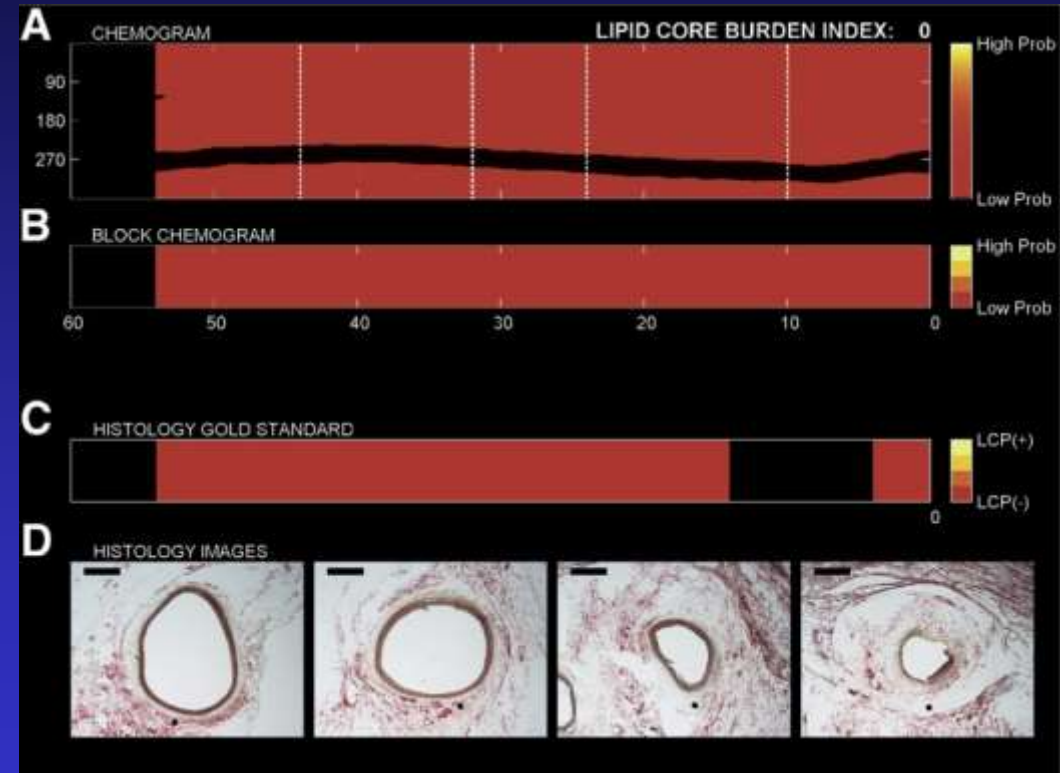 A
CHEMOGRAM
LIPID CORE BURDEN INDEX: 0
High Prob
90
180
270
Low Prob
B
BLOCK CHEMOGRAM
High Prob
Low Prob
60 50 40 30 20 10 0
C
HISTOLOGY GOLD STANDARD
LCP(+)
LCP(-)
0
D
HISTOLOGY IMAGES